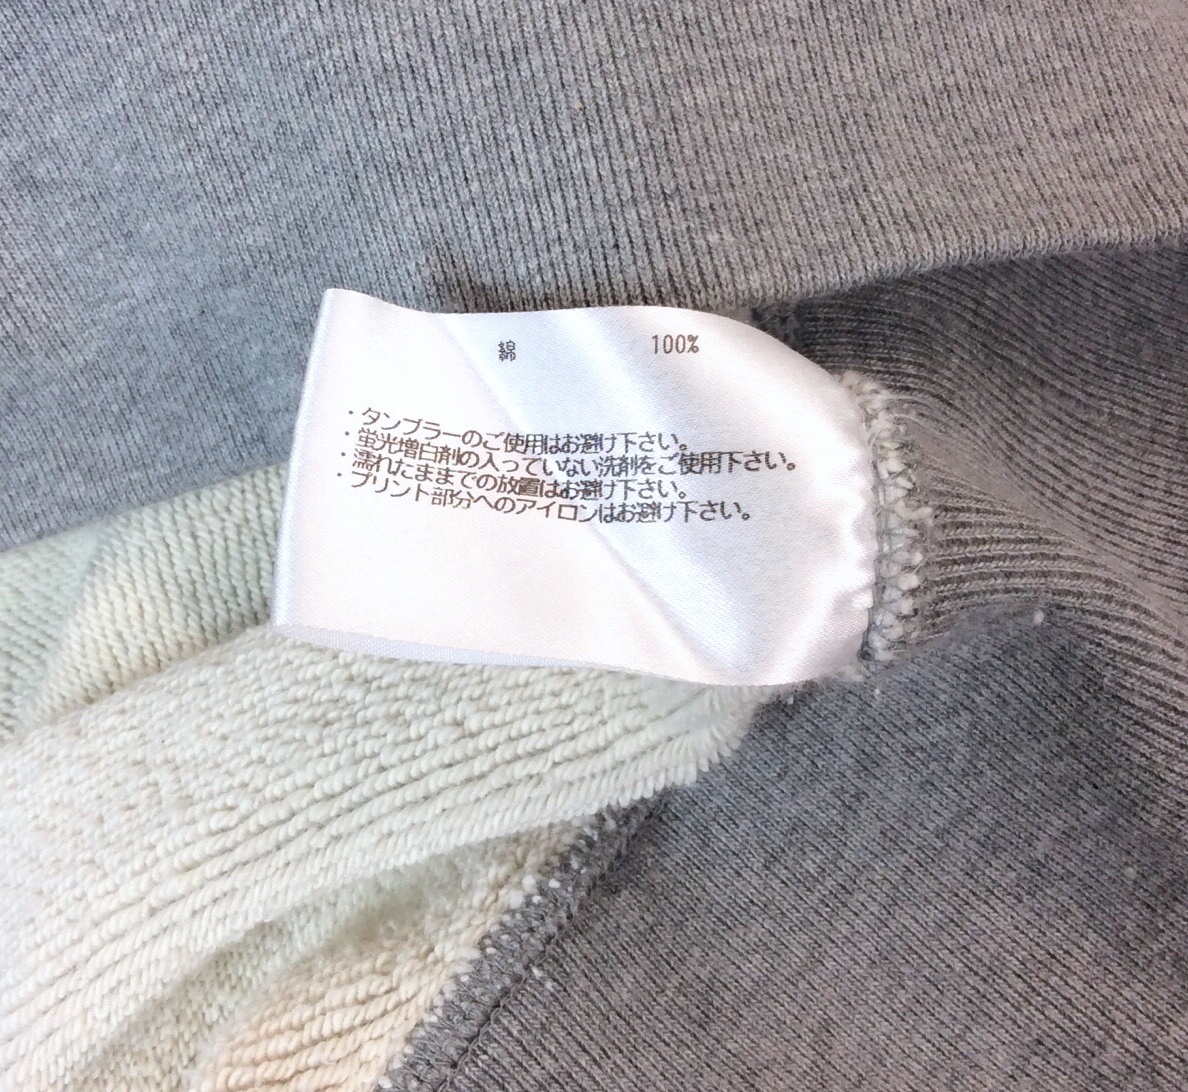 綿 100%
・タンブラーのご使用はお避け下さい。
・蛍光増白剤の入っていない洗剤をご使用下さい。
・濡れたままでの放置はお避け下さい。
・プリント部分へのアイロンはお避け下さい。